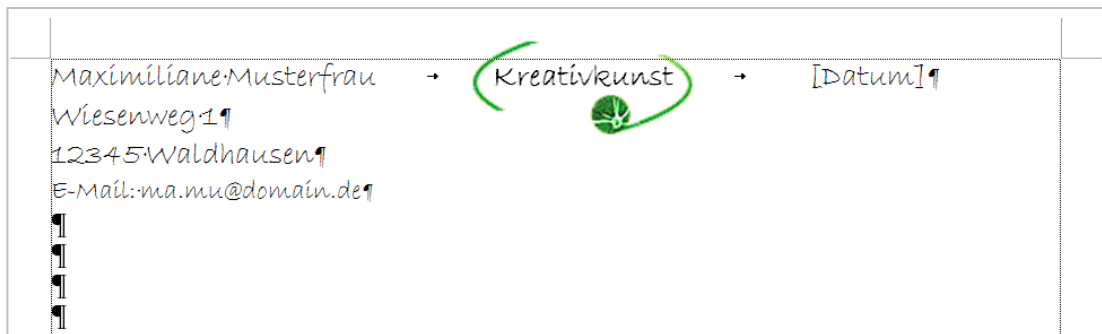 Maximiliane Musterfrau → Kreativkunst → [Datum]¶
Wiesenweg 1¶
12345 Waldhausen¶
E-Mail: ma.mu@domain.de¶
¶
¶
¶
¶